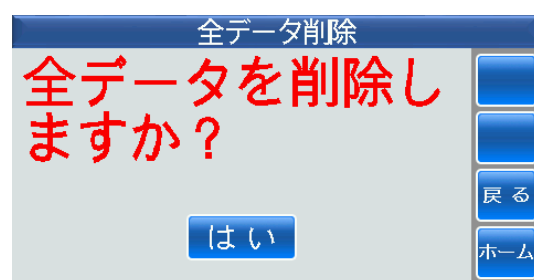 全データ削除
全データを削除し
ますか？
戻る
はい
ホーム